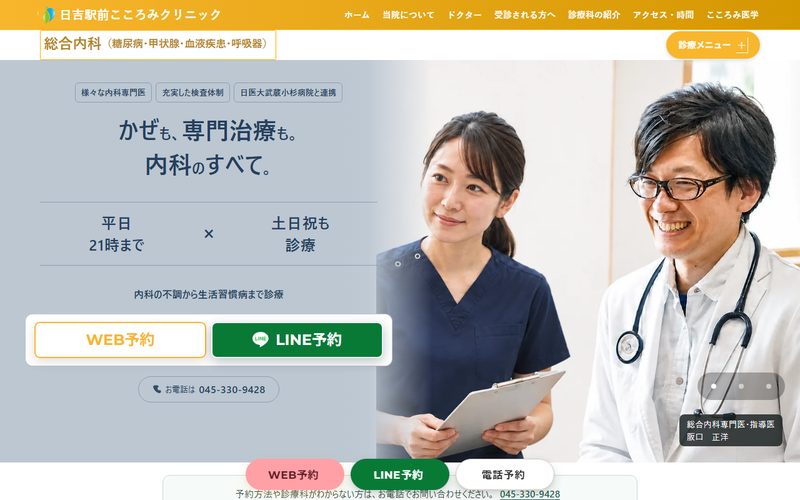 日吉駅前こころみクリニック
ホーム 当院について ドクター 受診される方へ 診療科の紹介 アクセス・時間 こころみ医学
総合内科（糖尿病・甲状腺・血液疾患・呼吸器）
診療メニュー
様々な内科専門医 充実した検査体制 日医大武蔵小杉病院と連携
かぜも、専門治療も。
内科のすべて。
平日
21時まで
×
土日祝も
診療
内科の不調から生活習慣病まで診療
WEB予約
LINE LINE予約
お電話は 045-330-9428
総合内科専門医・指導医
阪口 正洋
WEB予約 LINE予約 電話予約
予約方法や診療科がわからない方は、お電話でお問い合わせください。 045-330-9428